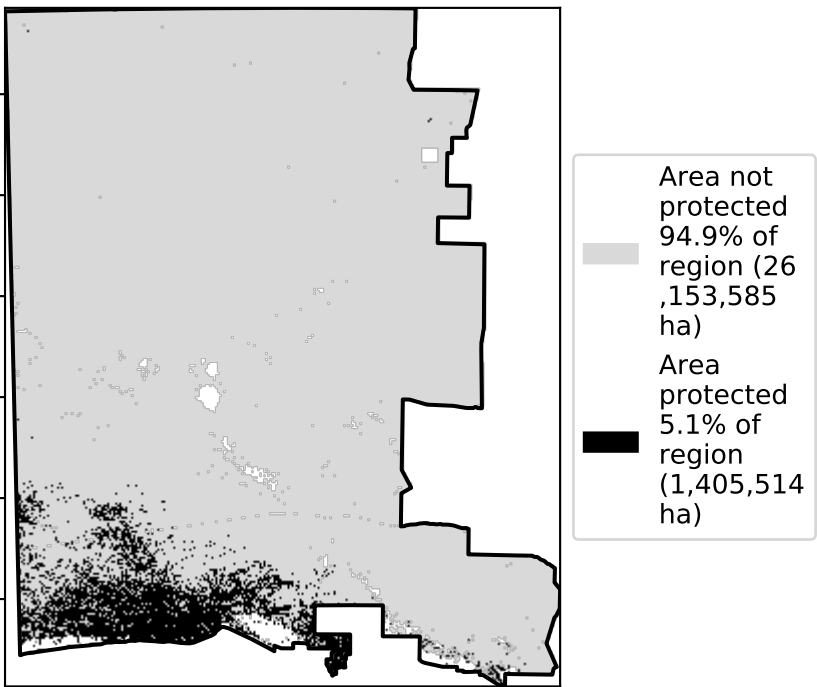 Area not
protected
94.9% of
region (26
,153,585
ha)
Area
protected
5.1% of
region
(1,405,514
ha)